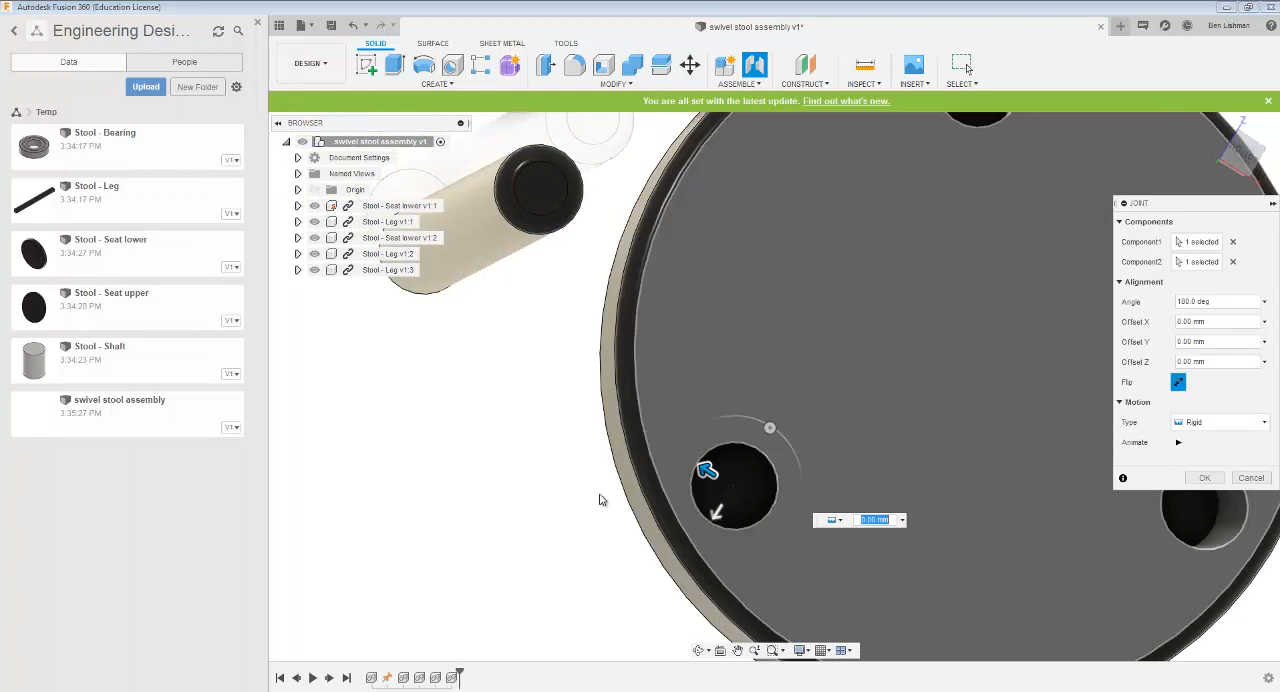 Autodesk Fusion 360 (Education License)
Engineering Desi...
swivel stool assembly v1*
Ben Lishman
Data
People
SOLID
SURFACE
SHEET METAL
TOOLS
DESIGN
Upload
New Folder
CREATE
MODIFY
ASSEMBLE
CONSTRUCT
INSPECT
INSERT
SELECT
You are all set with the latest update. Find out what's new.
Temp
BROWSER
Stool - Bearing
3:34:17 PM
V1
swivel stool assembly v1
Document Settings
Named Views
Stool - Leg
3:34:17 PM
V1
Origin
Stool - Seat lower v1:1
Stool - Leg v1:1
Stool - Seat lower
3:34:27 PM
V1
Stool - Seat lower v1:2
Stool - Leg v1:2
Stool - Leg v1:3
Stool - Seat upper
3:34:20 PM
V1
Stool - Shaft
3:34:23 PM
V1
swivel stool assembly
3:35:27 PM
V1
JOINT
Components
Component1 1 selected
Component2 1 selected
Alignment
Angle 180.0 deg
Offset X 0.00 mm
Offset Y 0.00 mm
Offset Z 0.00 mm
Flip
Motion
Type Rigid
Animate
OK Cancel
0.00 mm
Z